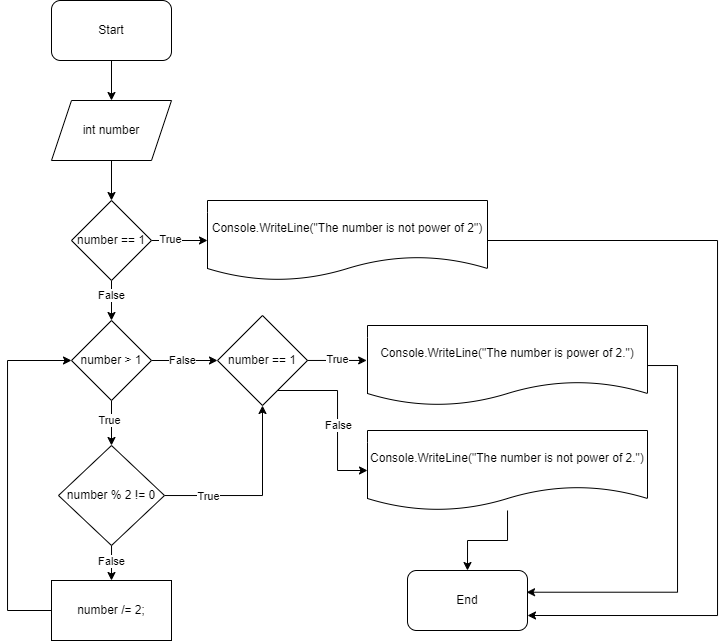 Start
int number
number == 1
True
Console.WriteLine("The number is not power of 2")
False
number > 1
False
number == 1
True
Console.WriteLine("The number is power of 2.")
True
False
Console.WriteLine("The number is not power of 2.")
number % 2 != 0
True
False
number /= 2;
End